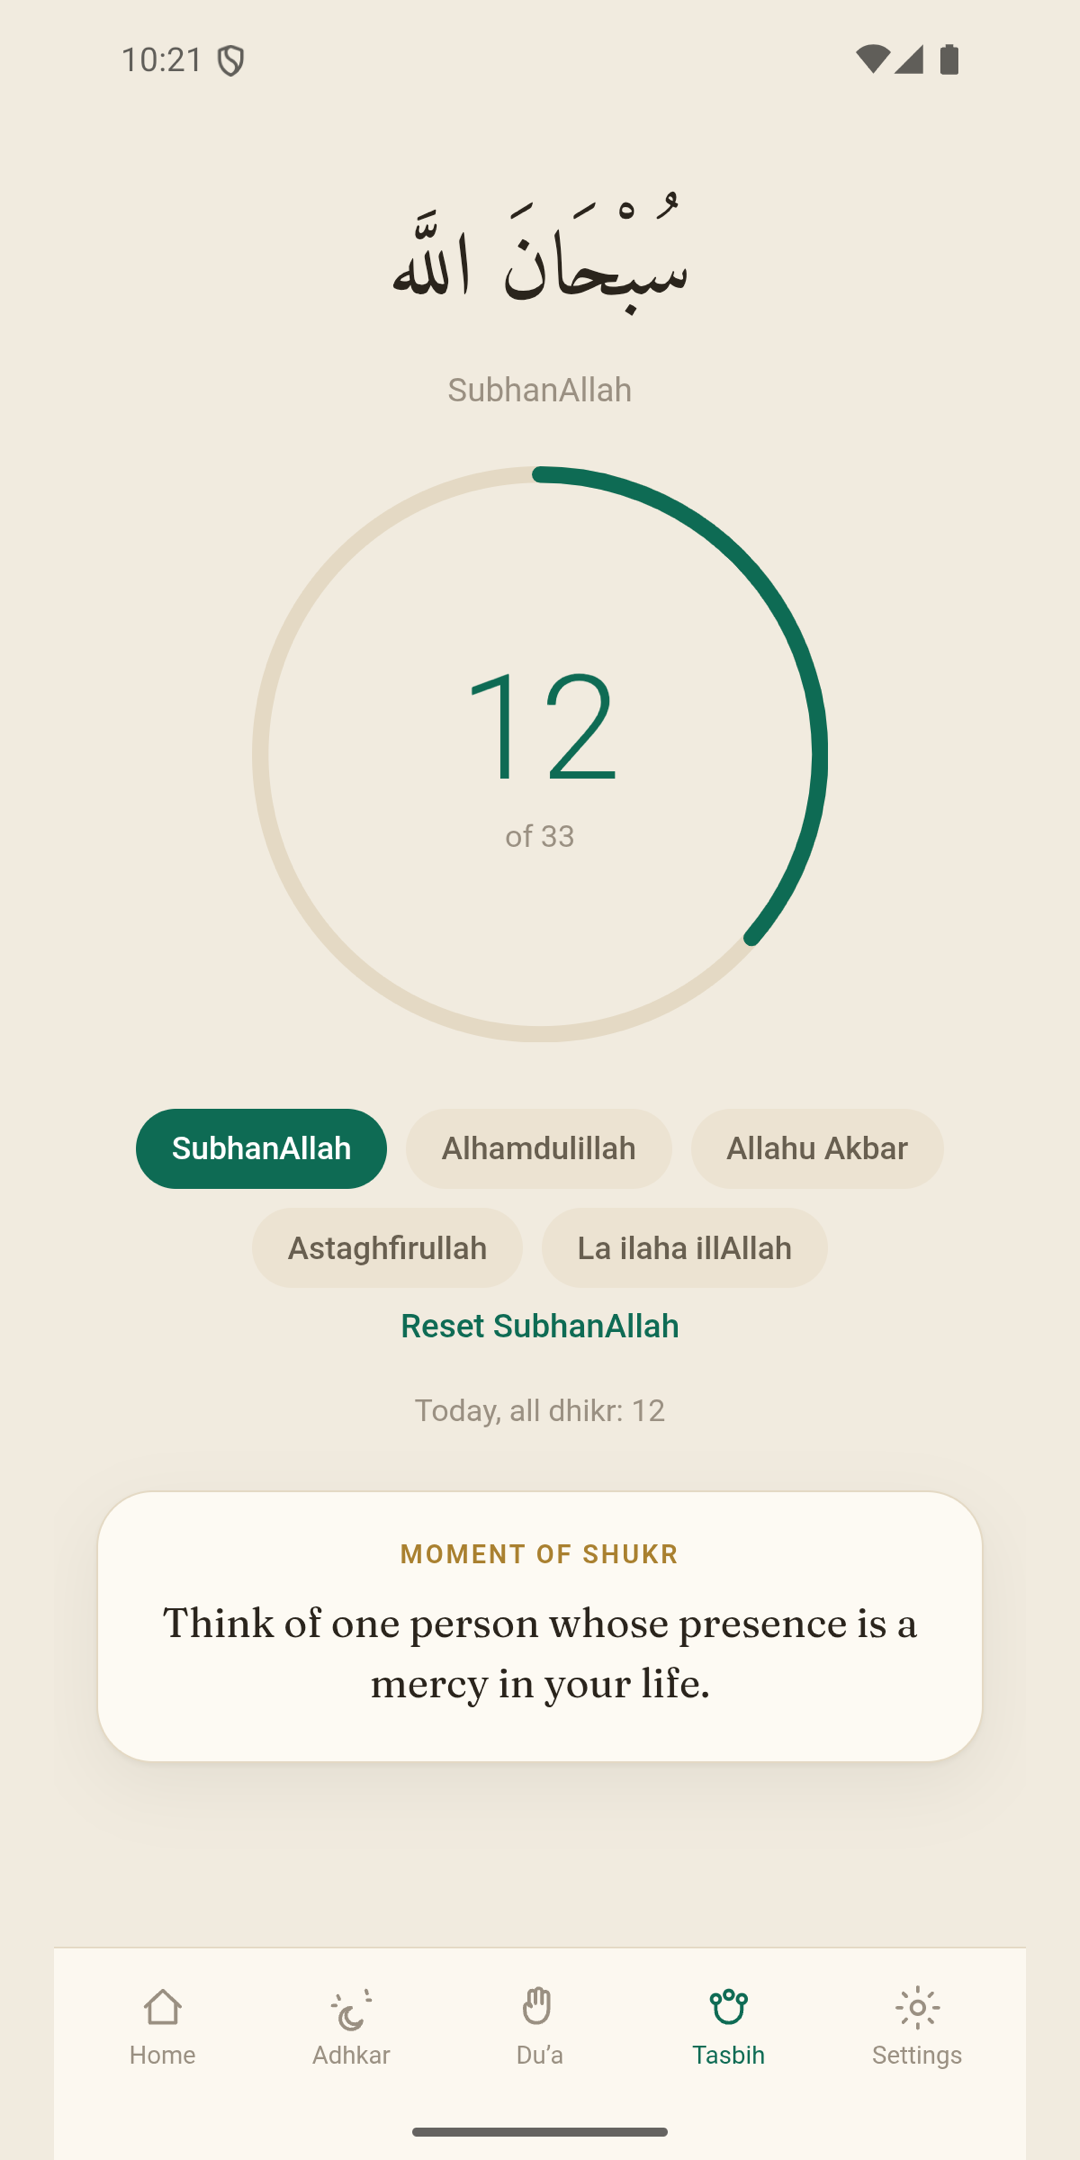 10:21
سُبْحَانَ اللَّه
SubhanAllah
12
of 33
SubhanAllah Alhamdulillah Allahu Akbar
Astaghfirullah La ilaha illAllah
Reset SubhanAllah
Today, all dhikr: 12
MOMENT OF SHUKR
Think of one person whose presence is a
mercy in your life.
Home Adhkar Du’a Tasbih Settings